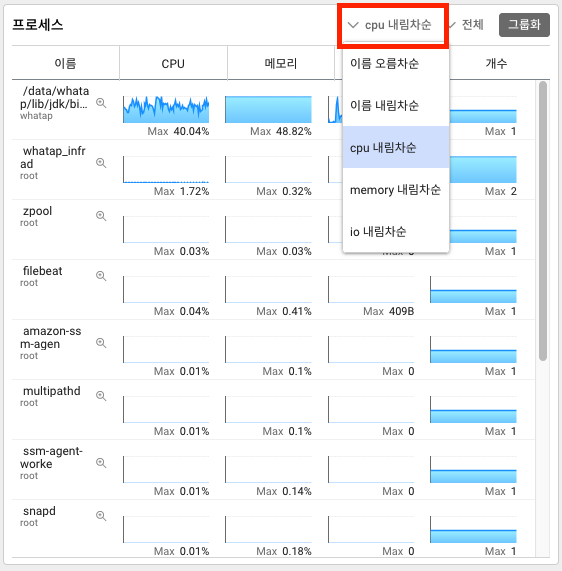 프로세스
cpu 내림차순
전체
그룹화
이름 CPU 메모리 개수
이름 오름차순
이름 내림차순
cpu 내림차순
memory 내림차순
io 내림차순
/data/whata
p/lib/jdk/bi...
whatap
Max 40.04% Max 48.82% Max 1
whatap_infr
ad
root
Max 1.72% Max 0.32% Max 2
zpool
root
Max 0.03% Max 0.03% Max 1
filebeat
root
Max 0.04% Max 0.41% Max 409B Max 1
amazon-ss
m-agen
root
Max 0.01% Max 0.1% Max 0 Max 1
multipathd
root
Max 0.01% Max 0.1% Max 0 Max 1
ssm-agent-
worke
root
Max 0.01% Max 0.14% Max 0 Max 1
snapd
root
Max 0.01% Max 0.18% Max 0 Max 1